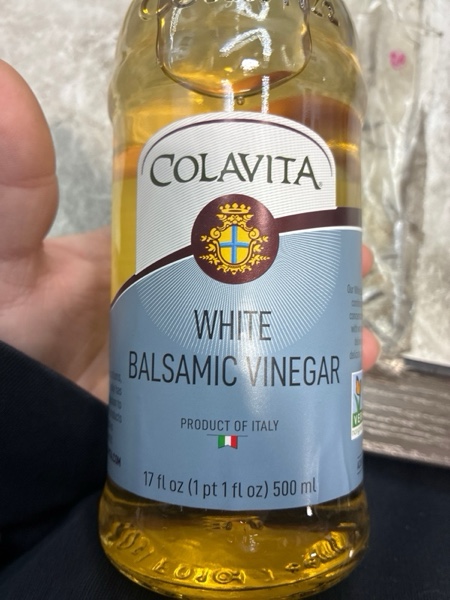 COLAVITA
WHITE
BALSAMIC VINEGAR
PRODUCT OF ITALY
17 fl oz (1 pt 1 fl oz) 500 ml